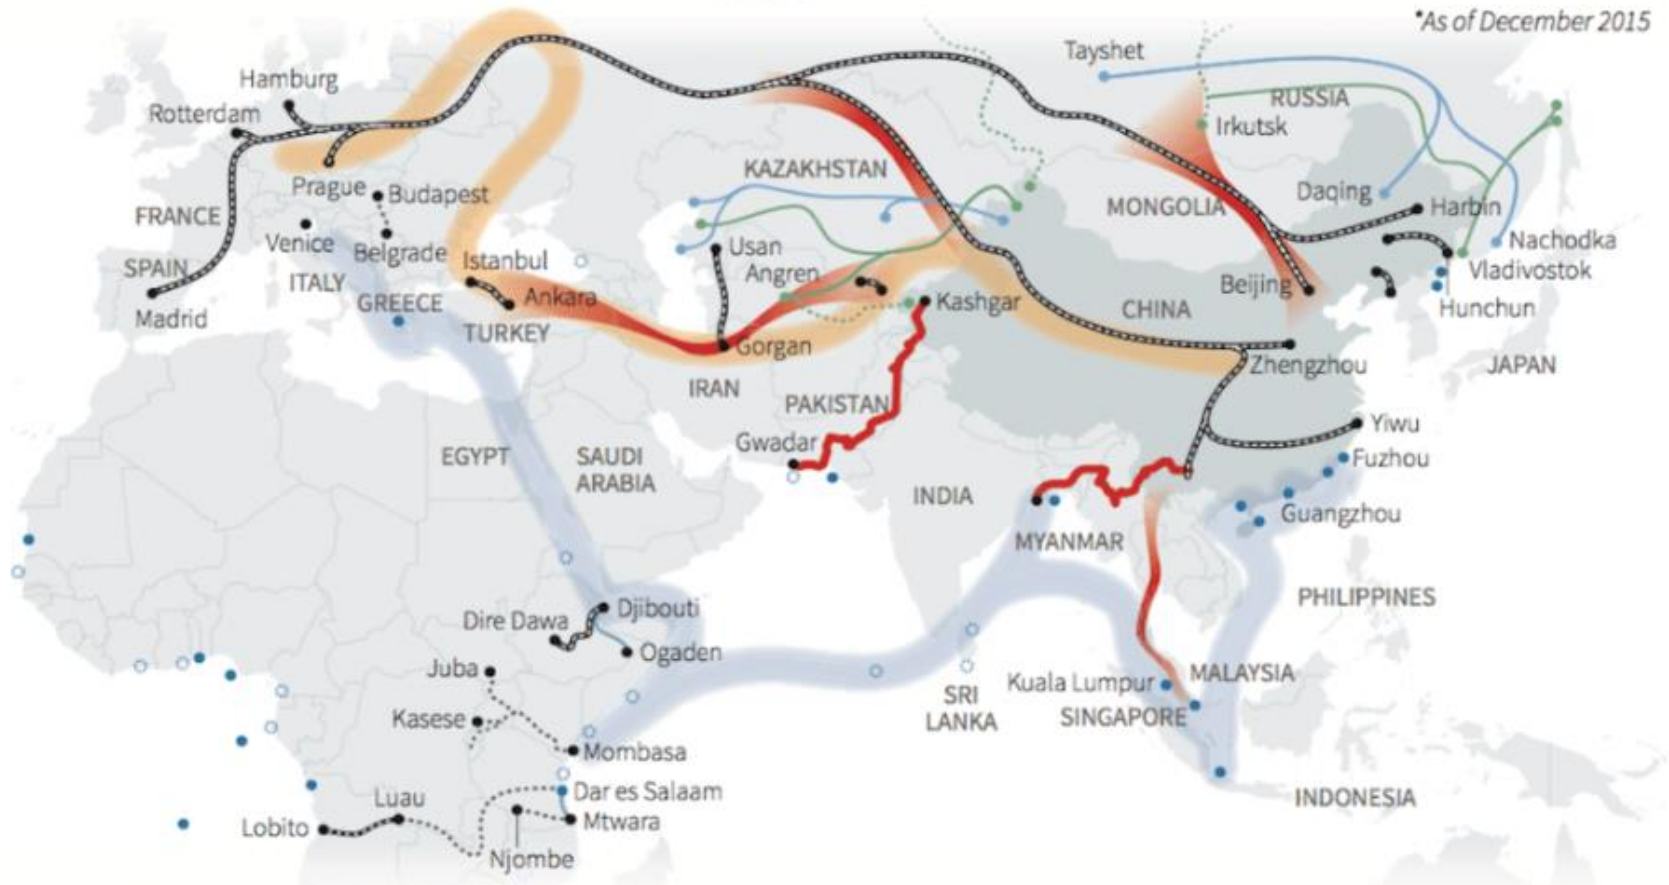 *As of December 2015
Tayshet
Hamburg
Rotterdam
RUSSIA
Irkutsk
KAZAKHSTAN
Prague
Budapest
Daqing
MONGOLIA
Harbin
FRANCE
Venice
Belgrade
Usan
Nachodka
Istanbul
SPAIN
ITALY
Angren
Vladivostok
Beijing
Ankara
GREECE
Kashgar
CHINA
Hunchun
Madrid
TURKEY
Gorgan
Zhengzhou
JAPAN
IRAN
PAKISTAN
Yiwu
Gwadar
EGYPT
SAUDI
ARABIA
Fuzhou
INDIA
Guangzhou
MYANMAR
PHILIPPINES
Djibouti
Dire Dawa
Ogaden
Juba
MALAYSIA
Kuala Lumpur
SRI
LANKA
Kasese
SINGAPORE
Mombasa
Dar es Salaam
Luau
INDONESIA
Lobito
Mtwara
Njombe